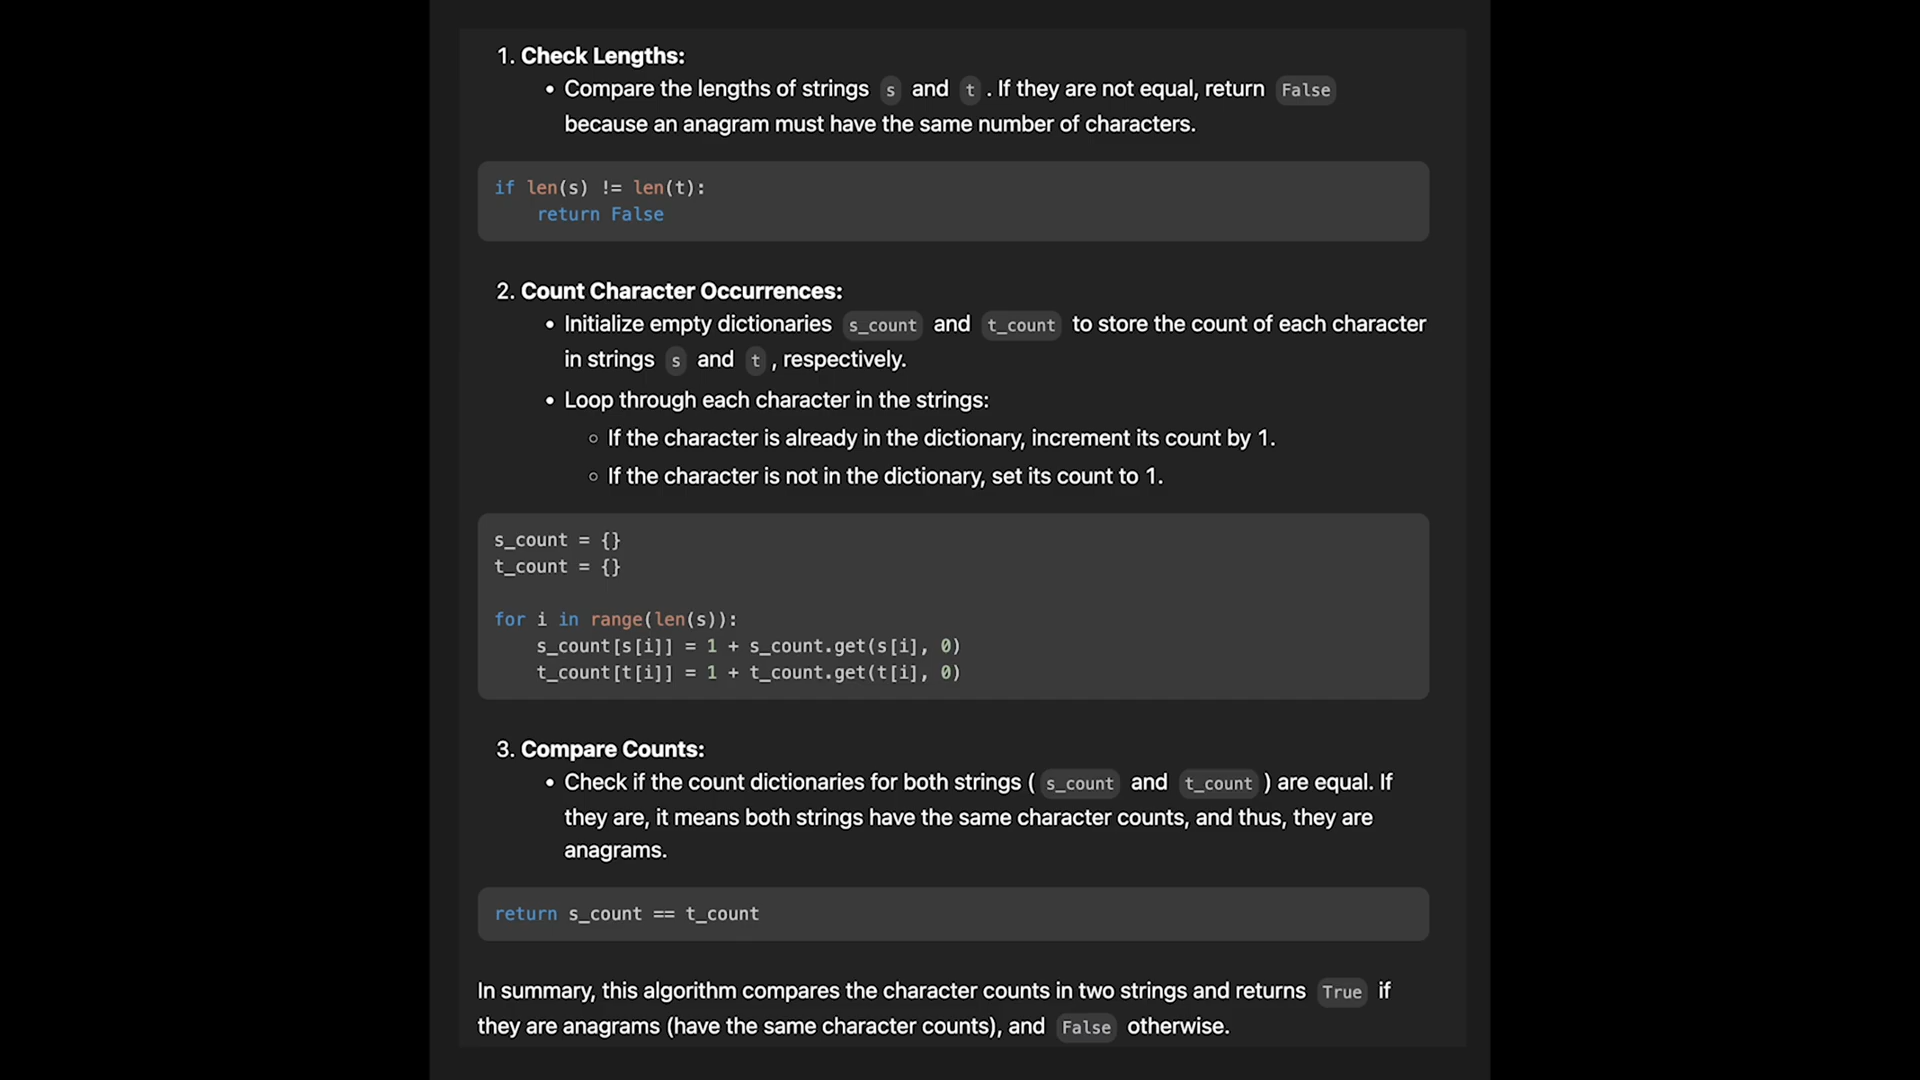 1. Check Lengths:
• Compare the lengths of strings s and t . If they are not equal, return False
because an anagram must have the same number of characters.
if len(s) != len(t):
    return False
2. Count Character Occurrences:
• Initialize empty dictionaries s_count and t_count to store the count of each character
in strings s and t , respectively.
• Loop through each character in the strings:
◦ If the character is already in the dictionary, increment its count by 1.
◦ If the character is not in the dictionary, set its count to 1.
s_count = {}
t_count = {}
for i in range(len(s)):
    s_count[s[i]] = 1 + s_count.get(s[i], 0)
    t_count[t[i]] = 1 + t_count.get(t[i], 0)
3. Compare Counts:
• Check if the count dictionaries for both strings ( s_count and t_count ) are equal. If
they are, it means both strings have the same character counts, and thus, they are
anagrams.
return s_count == t_count
In summary, this algorithm compares the character counts in two strings and returns True if
they are anagrams (have the same character counts), and False otherwise.